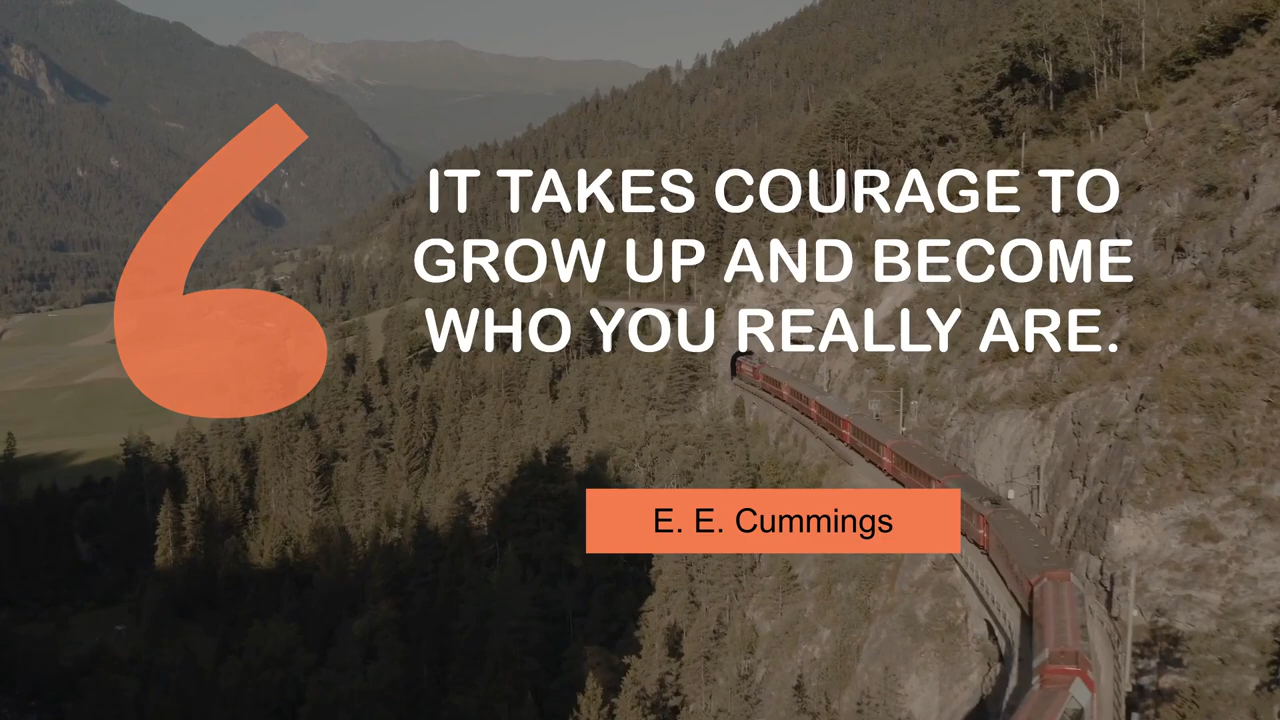 IT TAKES COURAGE TO
GROW UP AND BECOME
WHO YOU REALLY ARE.
E. E. Cummings